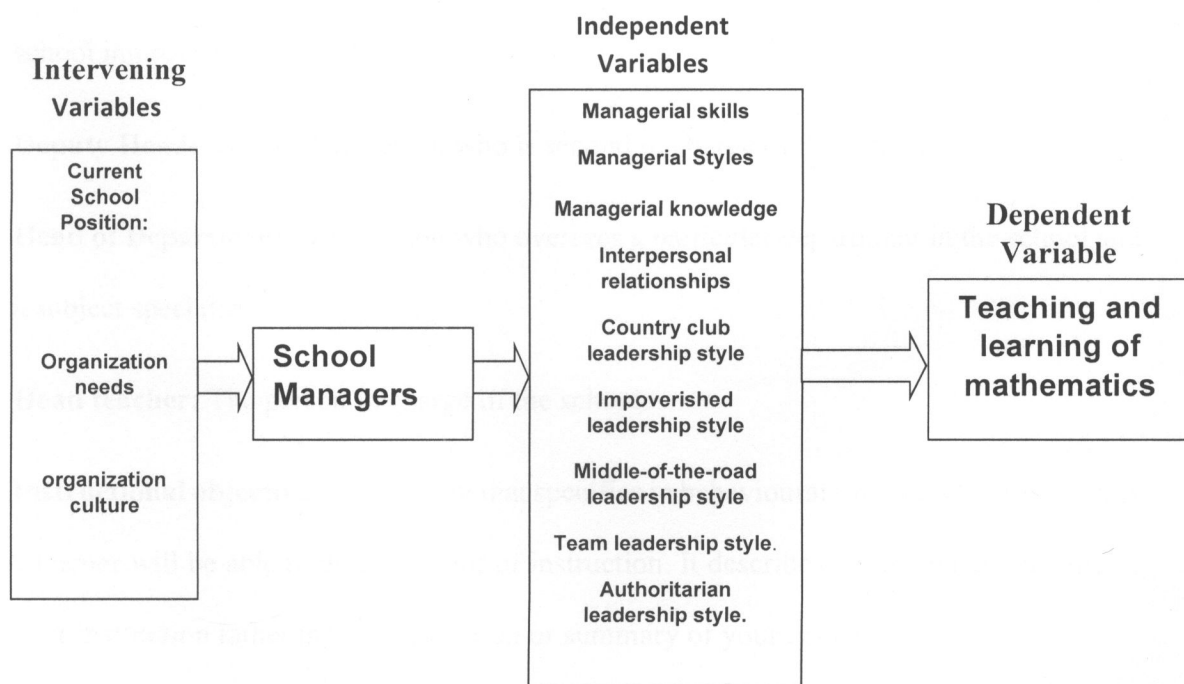 Intervening
Variables
Current
School
Position:
Organization
needs
organization
culture
School
Managers
Independent
Variables
Managerial skills
Managerial Styles
Managerial knowledge
Interpersonal
relationships
Country club
leadership style
Impoverished
leadership style
Middle-of-the-road
leadership style
Team leadership style.
Authoritarian
leadership style.
Dependent
Variable
Teaching and
learning of
mathematics